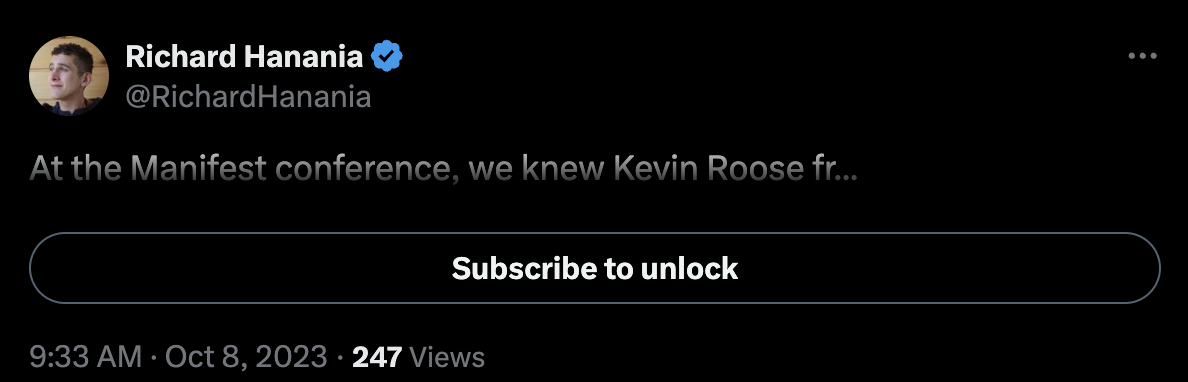 Richard Hanania
@RichardHanania
At the Manifest conference, we knew Kevin Roose fr...
Subscribe to unlock
9:33 AM · Oct 8, 2023 · 247 Views